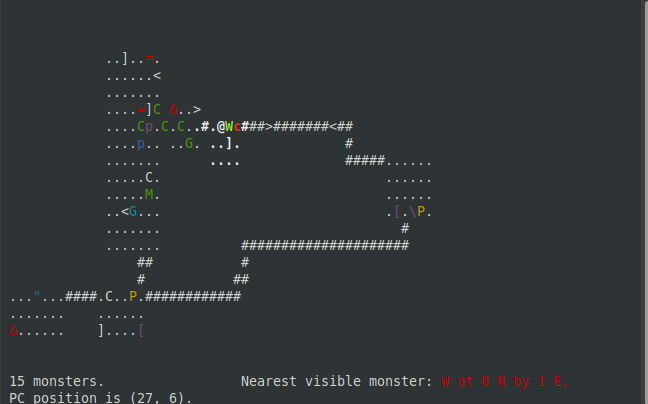 ..]..~.
......<
.......
....~]C &..>
....Cp.C.C..#.@Wc###>#######<##
....p.. ..G. ..].             #
....... ....             #####......
.....C. ......
.....M. ......
..<G... .[.\P.
....... #
....... #####################
## #
# ##
..."...####.C..P.############
....... ......
&...... ]....[
15 monsters. Nearest visible monster: W at 0 N by 1 E.
PC position is (27, 6).